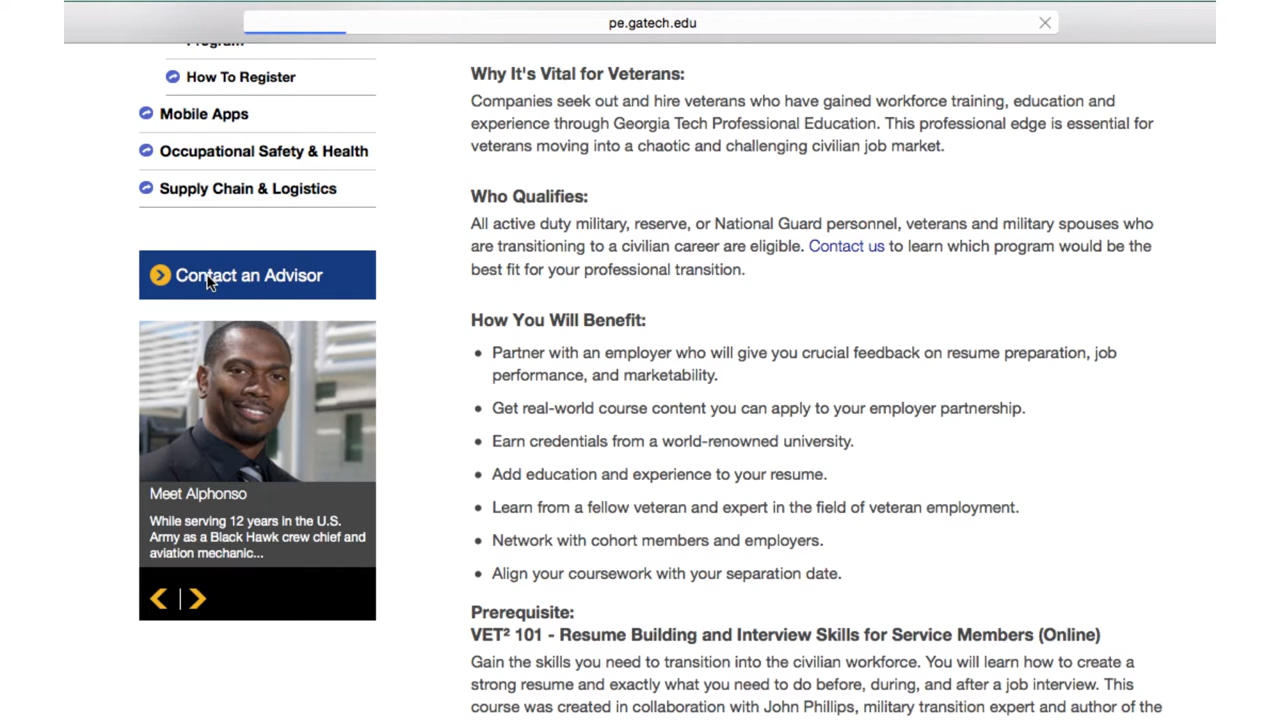 pe.gatech.edu
Program
How To Register
Mobile Apps
Occupational Safety & Health
Supply Chain & Logistics
Contact an Advisor
Meet Alphonso
While serving 12 years in the U.S.
Army as a Black Hawk crew chief and
aviation mechanic...
Why It's Vital for Veterans:
Companies seek out and hire veterans who have gained workforce training, education and
experience through Georgia Tech Professional Education. This professional edge is essential for
veterans moving into a chaotic and challenging civilian job market.
Who Qualifies:
All active duty military, reserve, or National Guard personnel, veterans and military spouses who
are transitioning to a civilian career are eligible. Contact us to learn which program would be the
best fit for your professional transition.
How You Will Benefit:
• Partner with an employer who will give you crucial feedback on resume preparation, job
performance, and marketability.
• Get real-world course content you can apply to your employer partnership.
• Earn credentials from a world-renowned university.
• Add education and experience to your resume.
• Learn from a fellow veteran and expert in the field of veteran employment.
• Network with cohort members and employers.
• Align your coursework with your separation date.
Prerequisite:
VET² 101 - Resume Building and Interview Skills for Service Members (Online)
Gain the skills you need to transition into the civilian workforce. You will learn how to create a
strong resume and exactly what you need to do before, during, and after a job interview. This
course was created in collaboration with John Phillips, military transition expert and author of the